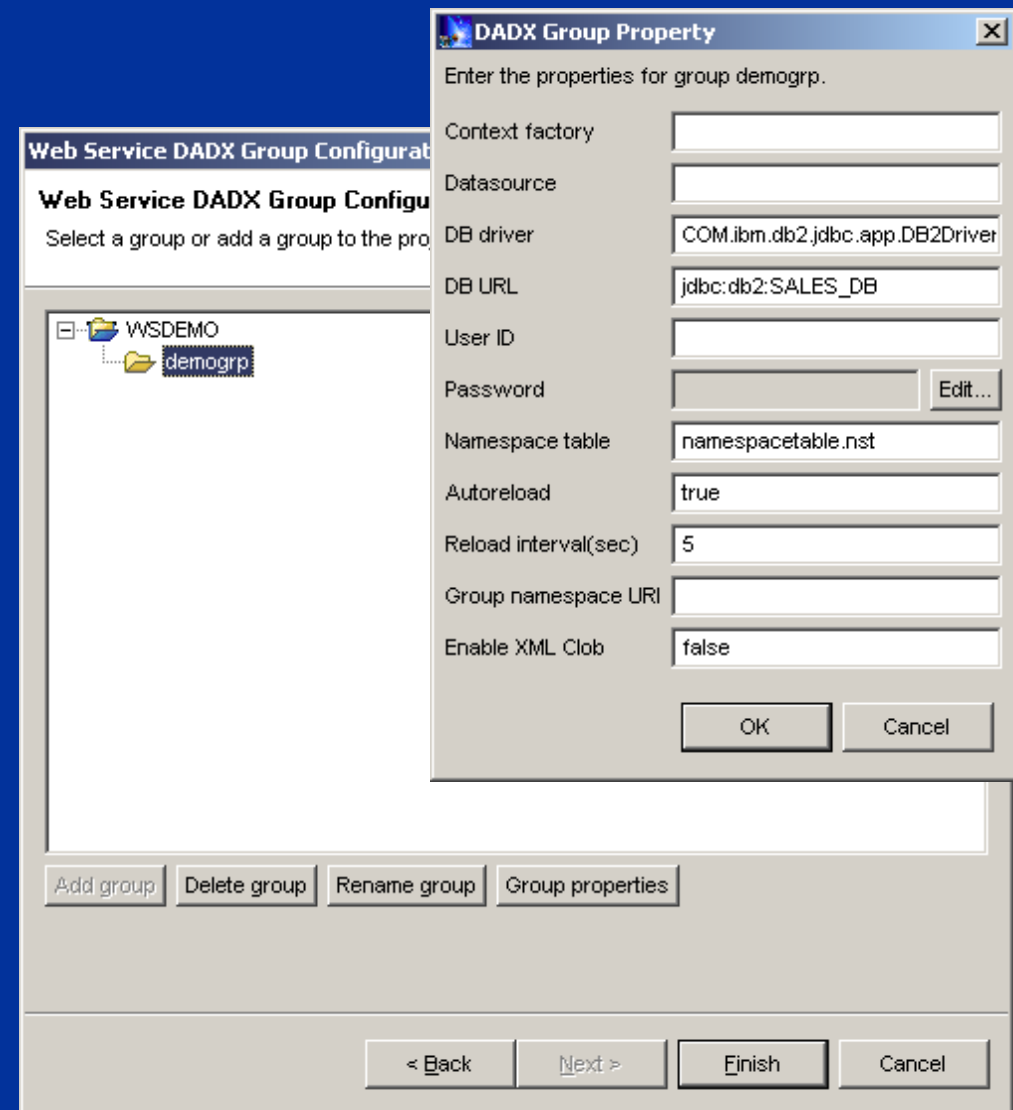 DADX Group Property
Enter the properties for group demogrp.
Context factory
Datasource
DB driver COM.ibm.db2.jdbc.app.DB2Driver
DB URL jdbc:db2:SALES_DB
User ID
Password Edit...
Namespace table namespacetable.nst
Autoreload true
Reload interval(sec) 5
Group namespace URI
Enable XML Clob false
OK Cancel
Web Service DADX Group Configurat
Web Service DADX Group Configu
Select a group or add a group to the pro
WSDEMO
demogrp
Add group Delete group Rename group Group properties
< Back Next > Finish Cancel